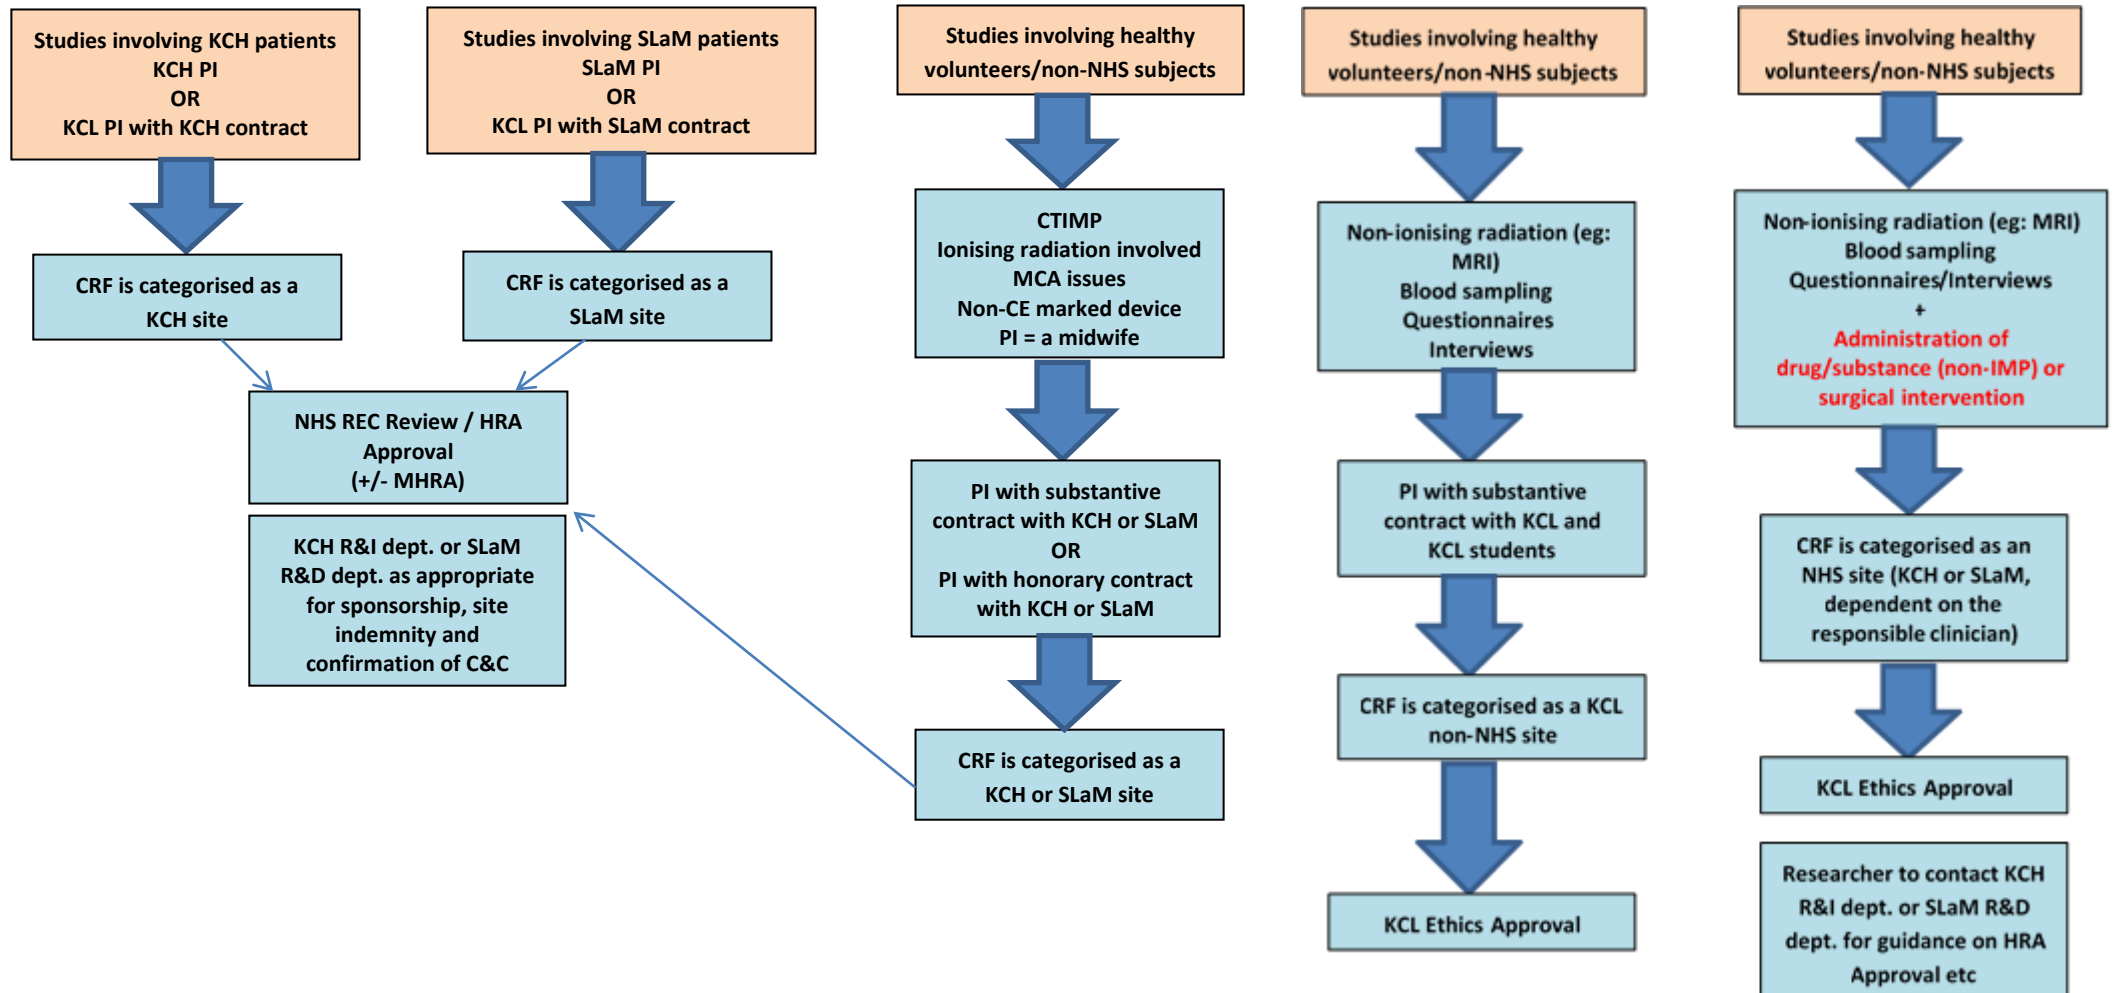 Studies involving KCH patients
KCH PI
OR
KCL PI with KCH contract
CRF is categorised as a
KCH site
Studies involving SLaM patients
SLaM PI
OR
KCL PI with SLaM contract
CRF is categorised as a
SLaM site
NHS REC Review / HRA
Approval
(+/- MHRA)
KCH R&I dept. or SLaM
R&D dept. as appropriate
for sponsorship, site
indemnity and
confirmation of C&C
Studies involving healthy
volunteers/non-NHS subjects
CTIMP
Ionising radiation involved
MCA issues
Non-CE marked device
PI = a midwife
PI with substantive
contract with KCH or SLaM
OR
PI with honorary contract
with KCH or SLaM
CRF is categorised as a
KCH or SLaM site
Studies involving healthy
volunteers/non-NHS subjects
Non-ionising radiation (eg:
MRI)
Blood sampling
Questionnaires
Interviews
PI with substantive
contract with KCL and
KCL students
CRF is categorised as a KCL
non-NHS site
KCL Ethics Approval
Studies involving healthy
volunteers/non-NHS subjects
Non-ionising radiation (eg: MRI)
Blood sampling
Questionnaires/Interviews
+
Administration of
drug/substance (non-IMP) or
surgical intervention
CRF is categorised as an
NHS site (KCH or SLaM,
dependent on the
responsible clinician)
KCL Ethics Approval
Researcher to contact KCH
R&I dept. or SLaM R&D
dept. for guidance on HRA
Approval etc